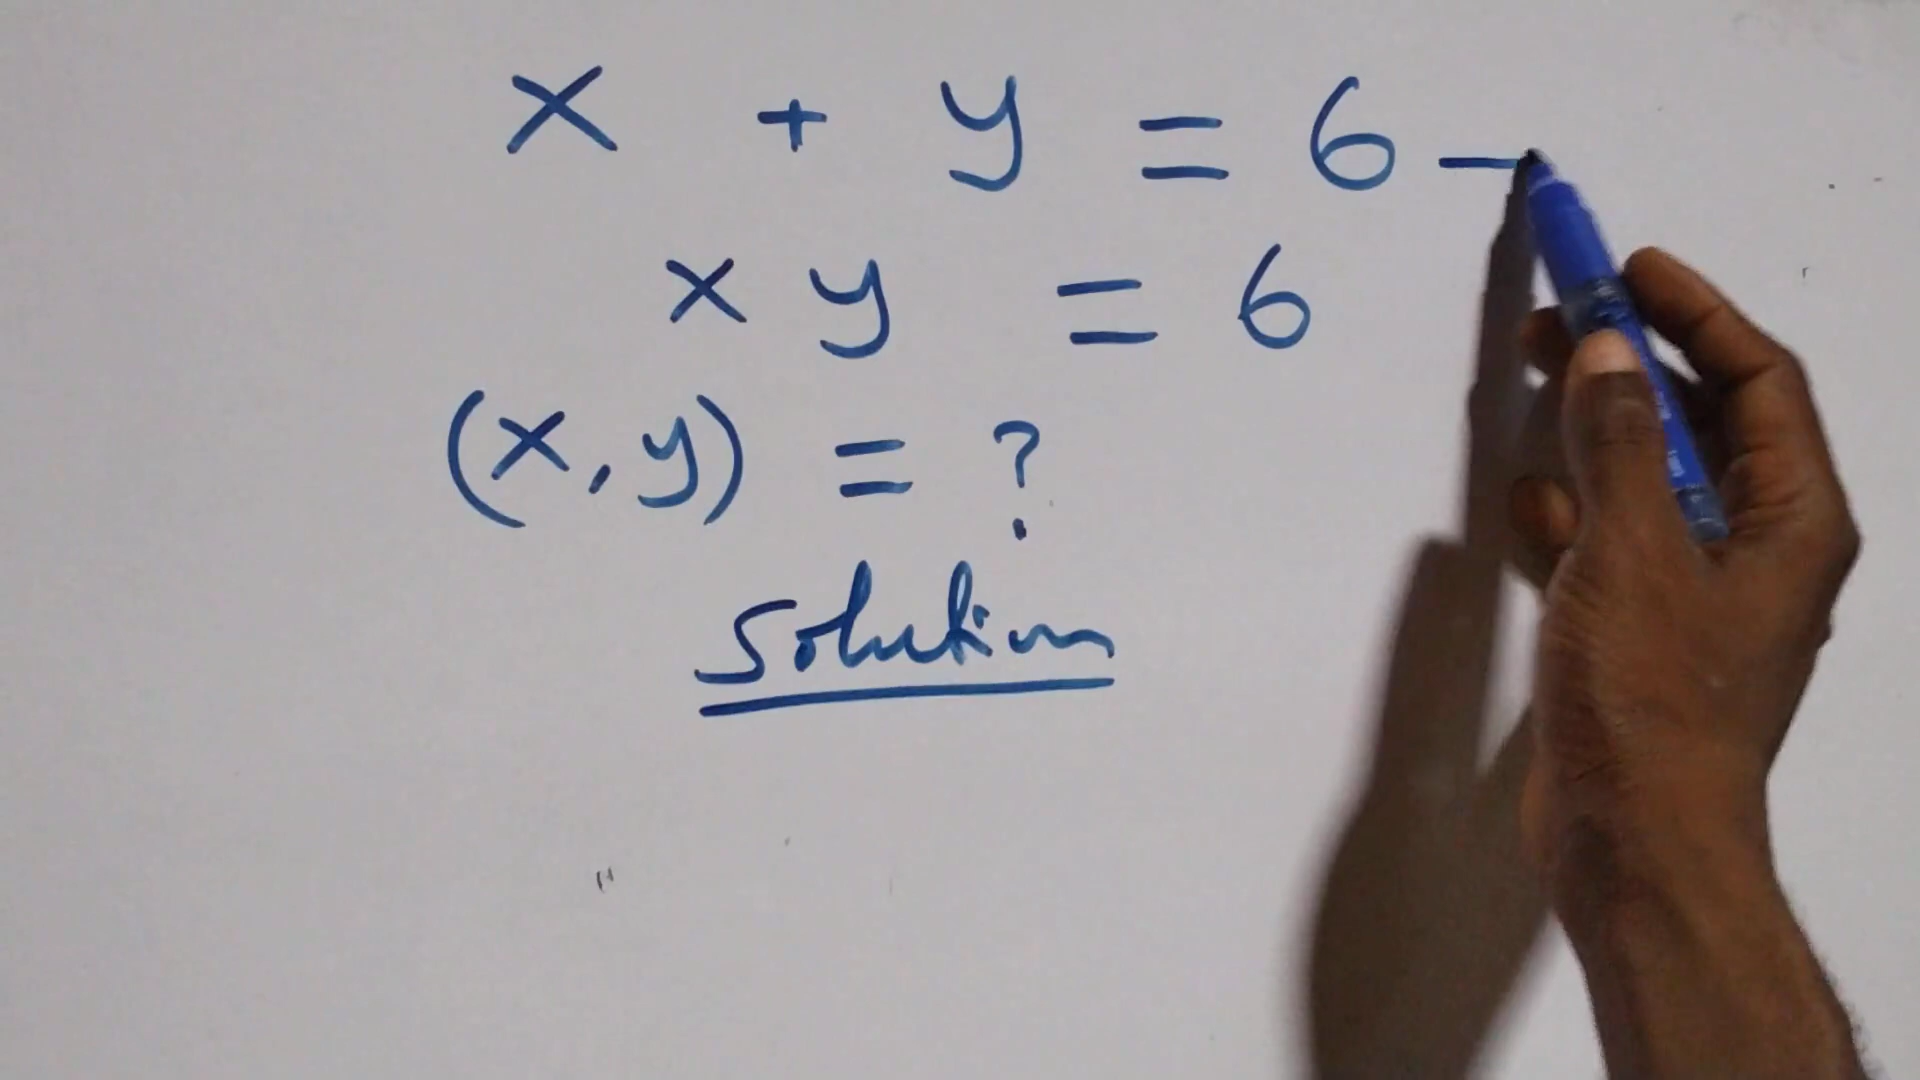 x + y = 6 —
xy = 6
(x, y) = ?
Solution